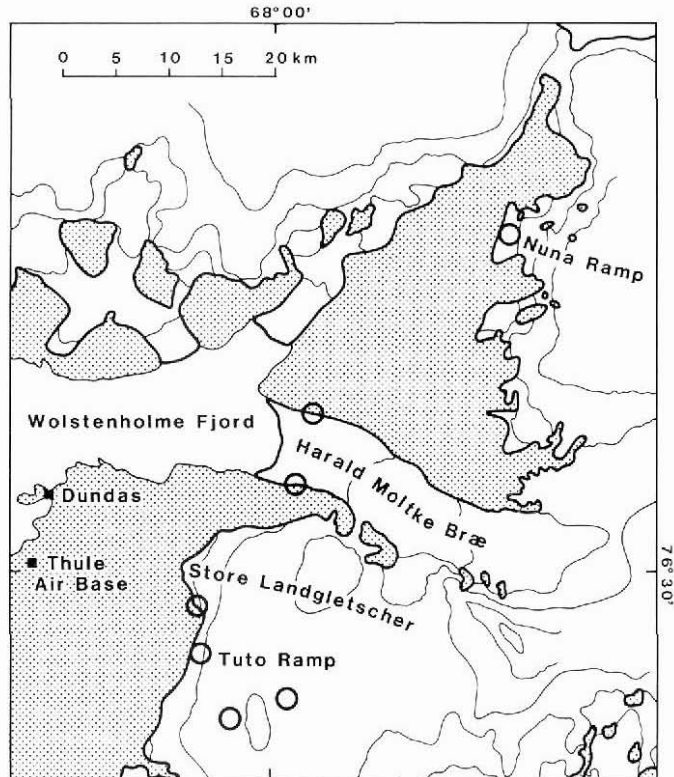 68°00'
0 5 10 15 20 km
Nuna Ramp
Wolstenholme Fjord
Harald Moltke Bræ
Dundas
Thule
Air Base
76°30'
Store Landgletscher
Tuto Ramp